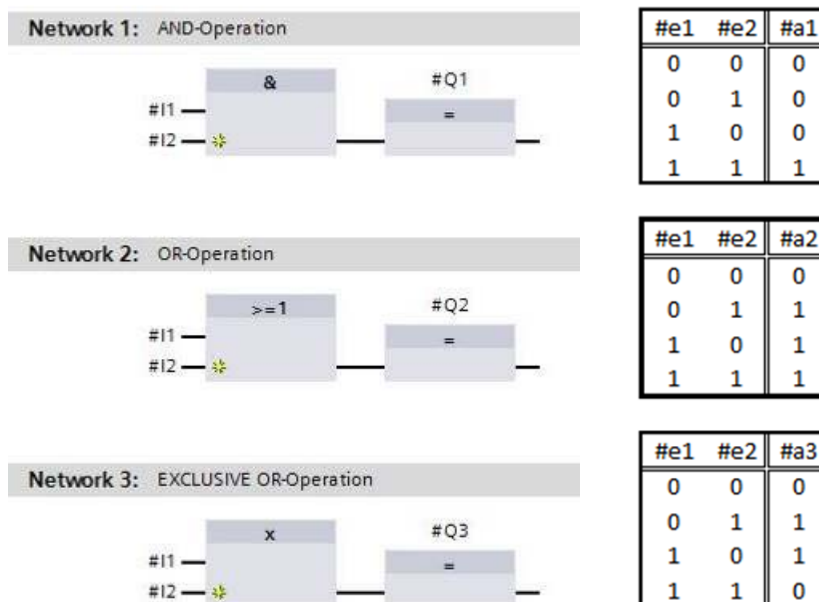 Network 1: AND-Operation
&
#Q1
#I1
=
#I2
#e1 #e2 #a1
0 0 0
0 1 0
1 0 0
1 1 1
Network 2: OR-Operation
>=1
#Q2
#I1
=
#I2
#e1 #e2 #a2
0 0 0
0 1 1
1 0 1
1 1 1
Network 3: EXCLUSIVE OR-Operation
x
#Q3
#I1
=
#I2
#e1 #e2 #a3
0 0 0
0 1 1
1 0 1
1 1 0